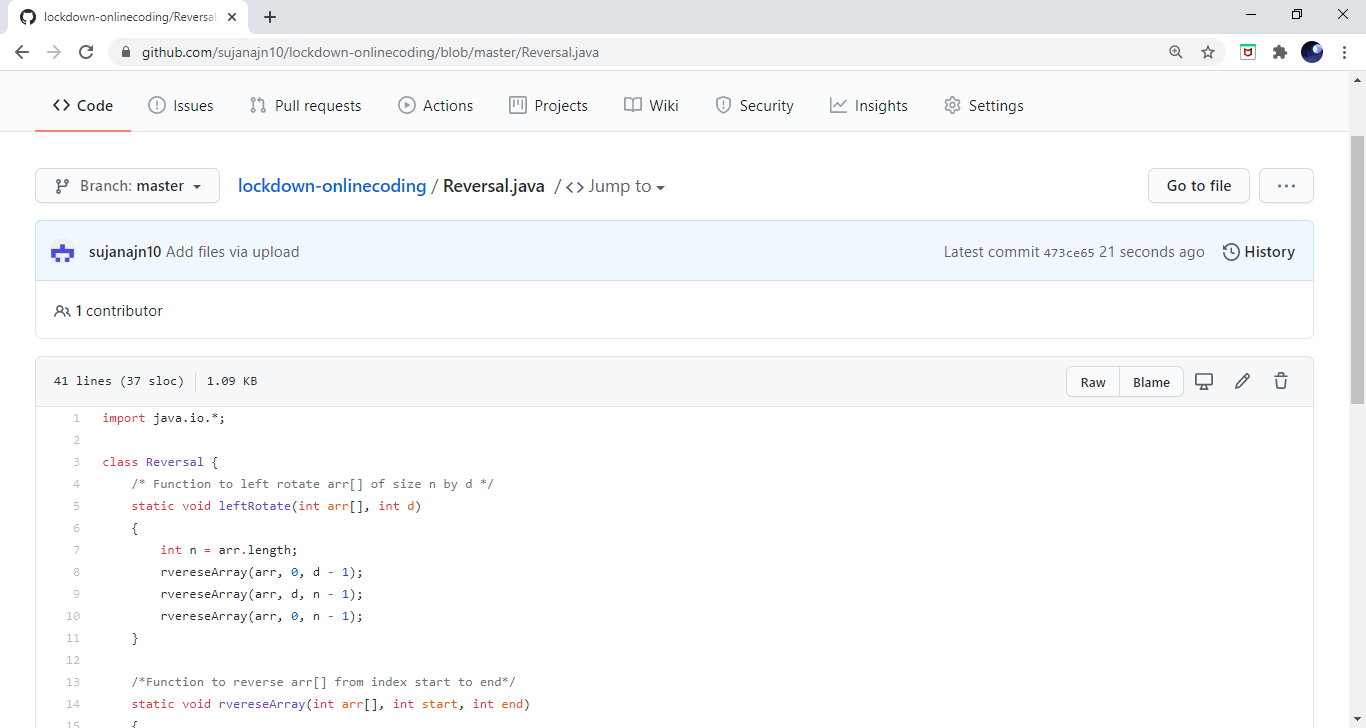 lockdown-onlinecoding/Reversal
github.com/sujanajn10/lockdown-onlinecoding/blob/master/Reversal.java
Code Issues Pull requests Actions Projects Wiki Security Insights Settings
Branch: master lockdown-onlinecoding / Reversal.java / <> Jump to Go to file ...
sujanajn10 Add files via upload Latest commit 473ce65 21 seconds ago History
1 contributor
41 lines (37 sloc) 1.09 KB Raw Blame
1 import java.io.*;
2
3 class Reversal {
4 /* Function to left rotate arr[] of size n by d */
5 static void leftRotate(int arr[], int d)
6 {
7 int n = arr.length;
8 rvereseArray(arr, 0, d - 1);
9 rvereseArray(arr, d, n - 1);
10 rvereseArray(arr, 0, n - 1);
11 }
12
13 /*Function to reverse arr[] from index start to end*/
14 static void rvereseArray(int arr[], int start, int end)
15 {